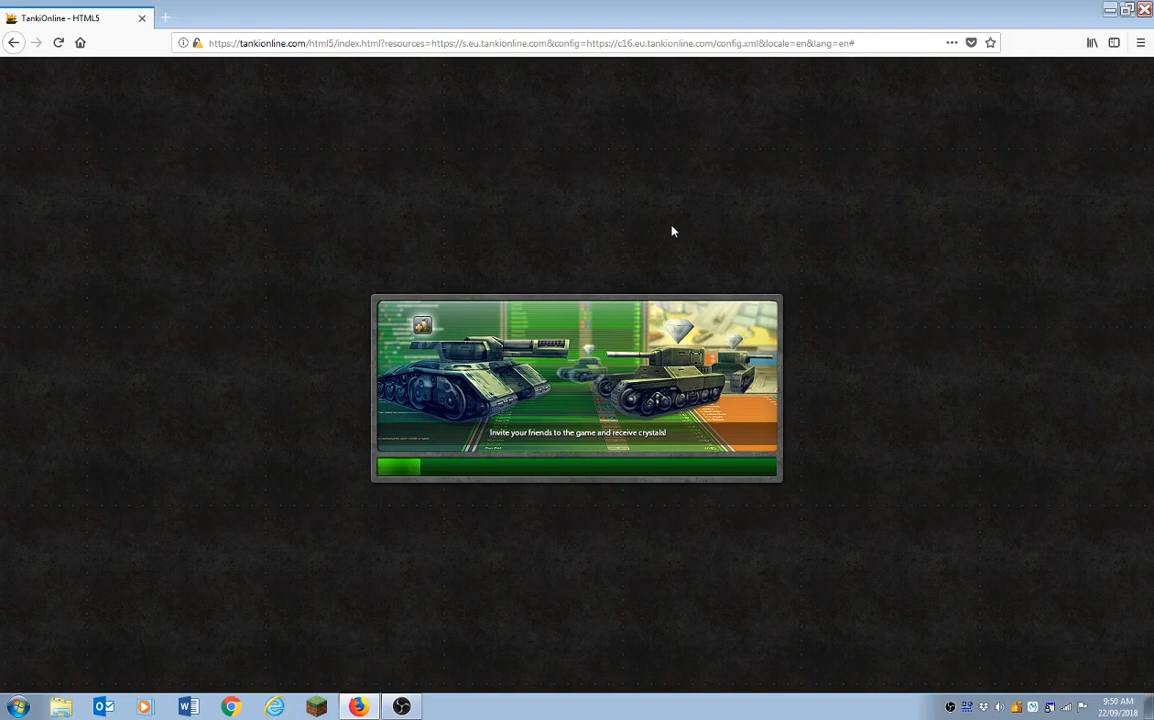 TankiOnline - HTML5
https://tankionline.com/html5/index.html?resources=https://s.eu.tankionline.com&config=https://c16.eu.tankionline.com/config.xml&locale=en&lang=en#
Invite your friends to the game and receive crystals!
9:50 AM
22/09/2018